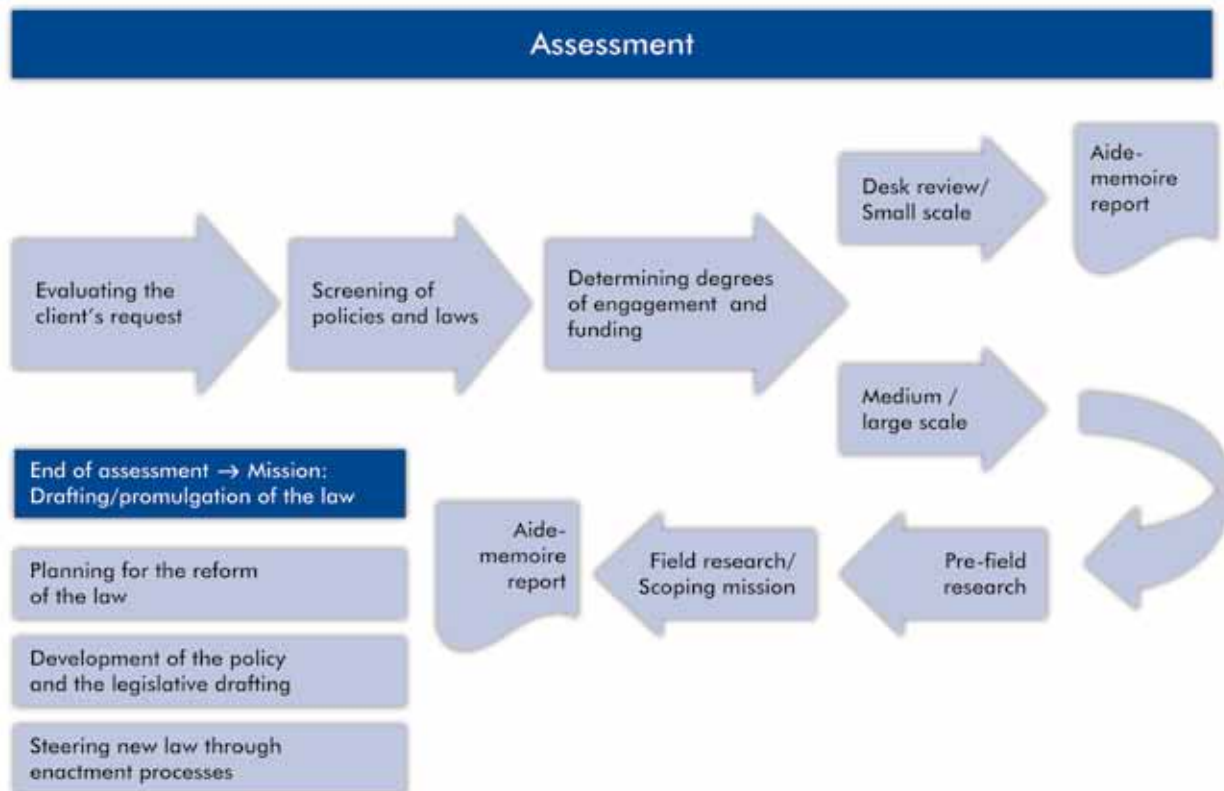 Assessment
Evaluating the
client's request
Screening of
policies and laws
Determining degrees
of engagement and
funding
Desk review/
Small scale
Aide-
memoire
report
Medium /
large scale
Pre-field
research
Field research/
Scoping mission
Aide-
memoire
report
End of assessment → Mission:
Drafting/promulgation of the law
Planning for the reform
of the law
Development of the policy
and the legislative drafting
Steering new law through
enactment processes